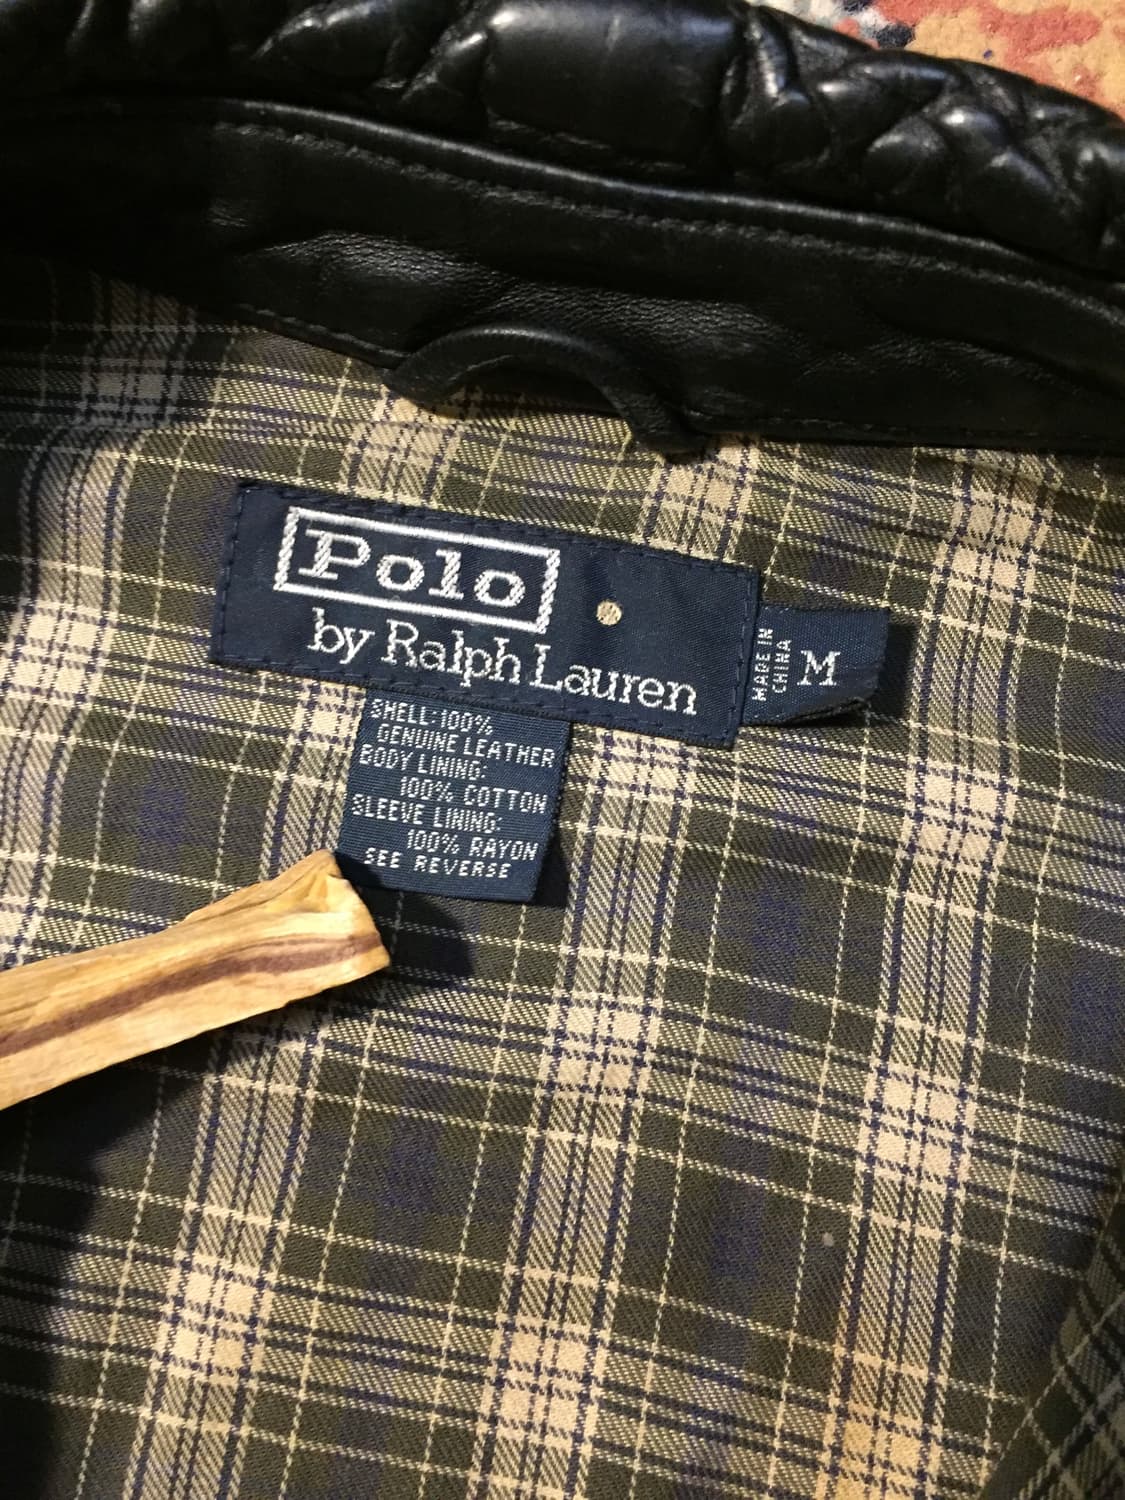 Polo
by Ralph Lauren
MADE IN
CHINA
M
SHELL:100%
GENUINE LEATHER
BODY LINING:
100% COTTON
SLEEVE LINING:
100% RAYON
SEE REVERSE